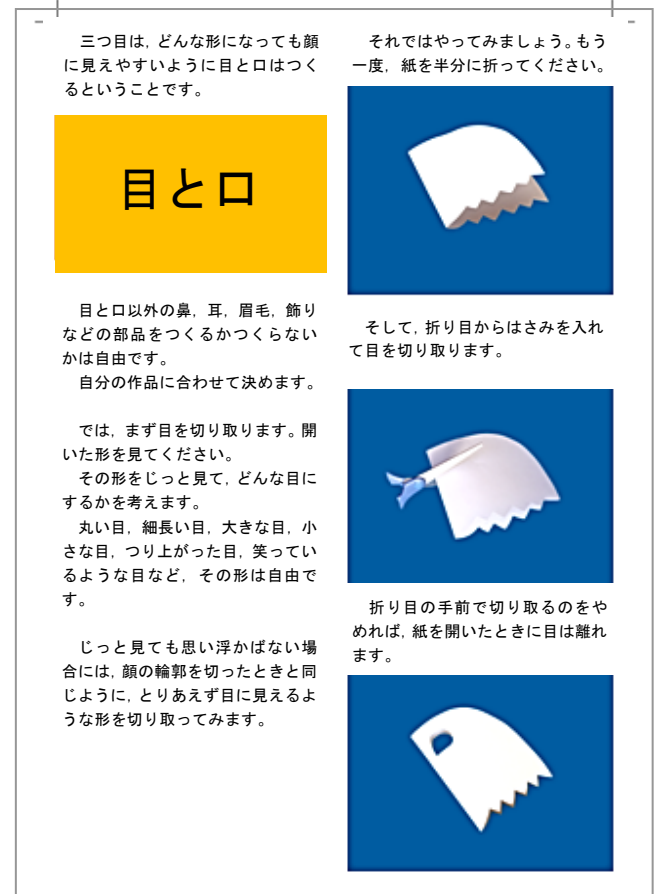 三つ目は，どんな形になっても顔
に見えやすいように目と口はつく
るということです。
目と口
目と口以外の鼻，耳，眉毛，飾り
などの部品をつくるかつくらない
かは自由です。
自分の作品に合わせて決めます。
では，まず目を切り取ります。開
いた形を見てください。
その形をじっと見て，どんな目に
するかを考えます。
丸い目，細長い目，大きな目，小
さな目，つり上がった目，笑ってい
るような目など，その形は自由で
す。
じっと見ても思い浮かばない場
合には，顔の輪郭を切ったときと同
じように，とりあえず目に見えるよ
うな形を切り取ってみます。
それではやってみましょう。もう
一度，紙を半分に折ってください。
そして，折り目からはさみを入れ
て目を切り取ります。
折り目の手前で切り取るのをや
めれば，紙を開いたときに目は離れ
ます。